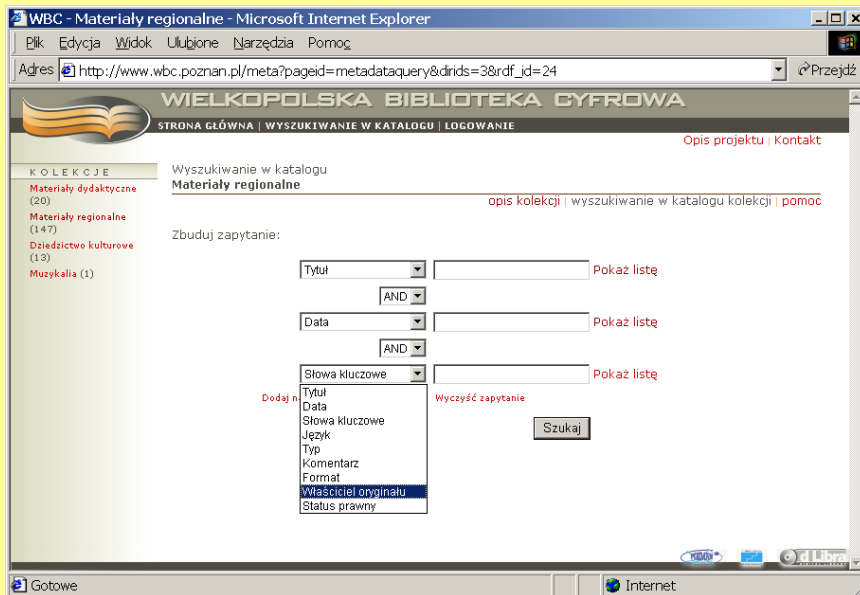 WBC - Materiały regionalne - Microsoft Internet Explorer
Plik Edycja Widok Ulubione Narzędzia Pomoc
Adres http://www.wbc.poznan.pl/meta?pageid=metadataquery&dirids=3&rdf_id=24 Przejdź
WIELKOPOLSKA BIBLIOTEKA CYFROWA
STRONA GŁÓWNA | WYSZUKIWANIE W KATALOGU | LOGOWANIE
Opis projektu | Kontakt
KOLEKCJE
Materiały dydaktyczne
(20)
Materiały regionalne
(147)
Dziedzictwo kulturowe
(13)
Muzykalia (1)
Wyszukiwanie w katalogu
Materiały regionalne
opis kolekcji | wyszukiwanie w katalogu kolekcji | pomoc
Zbuduj zapytanie:
Tytuł Pokaż listę
AND
Data Pokaż listę
AND
Słowa kluczowe Pokaż listę
Dodaj Wyczyść zapytanie
Tytuł
Data
Słowa kluczowe
Język
Typ
Komentarz
Format
Właściciel oryginału
Status prawny
Szukaj
POZNAN dLibra
Gotowe Internet